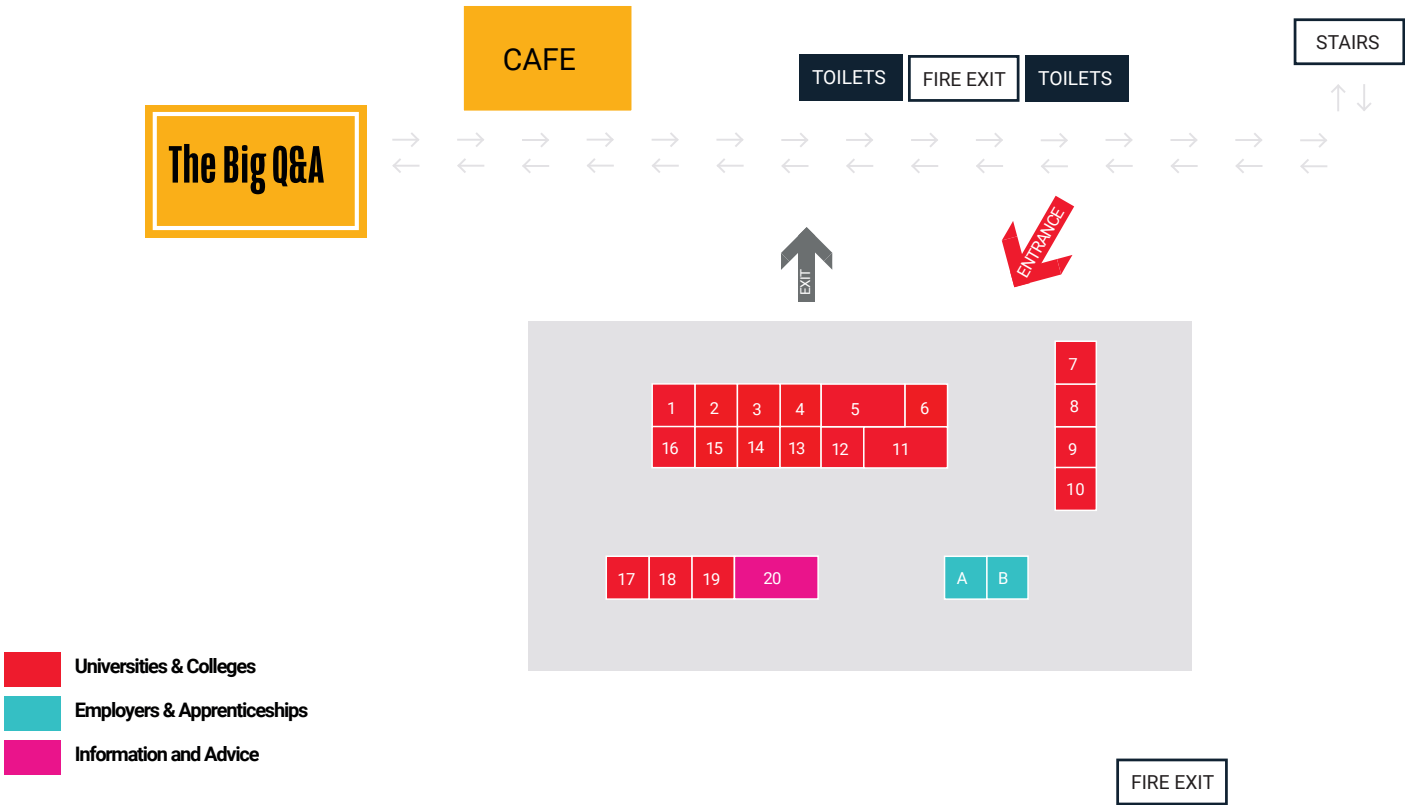 CAFE
STAIRS
TOILETS FIRE EXIT TOILETS
The Big Q&A
ENTRANCE
EXIT
7
1 2 3 4 5 6 8
16 15 14 13 12 11 9
10
17 18 19 20 A B
Universities & Colleges
Employers & Apprenticeships
Information and Advice
FIRE EXIT